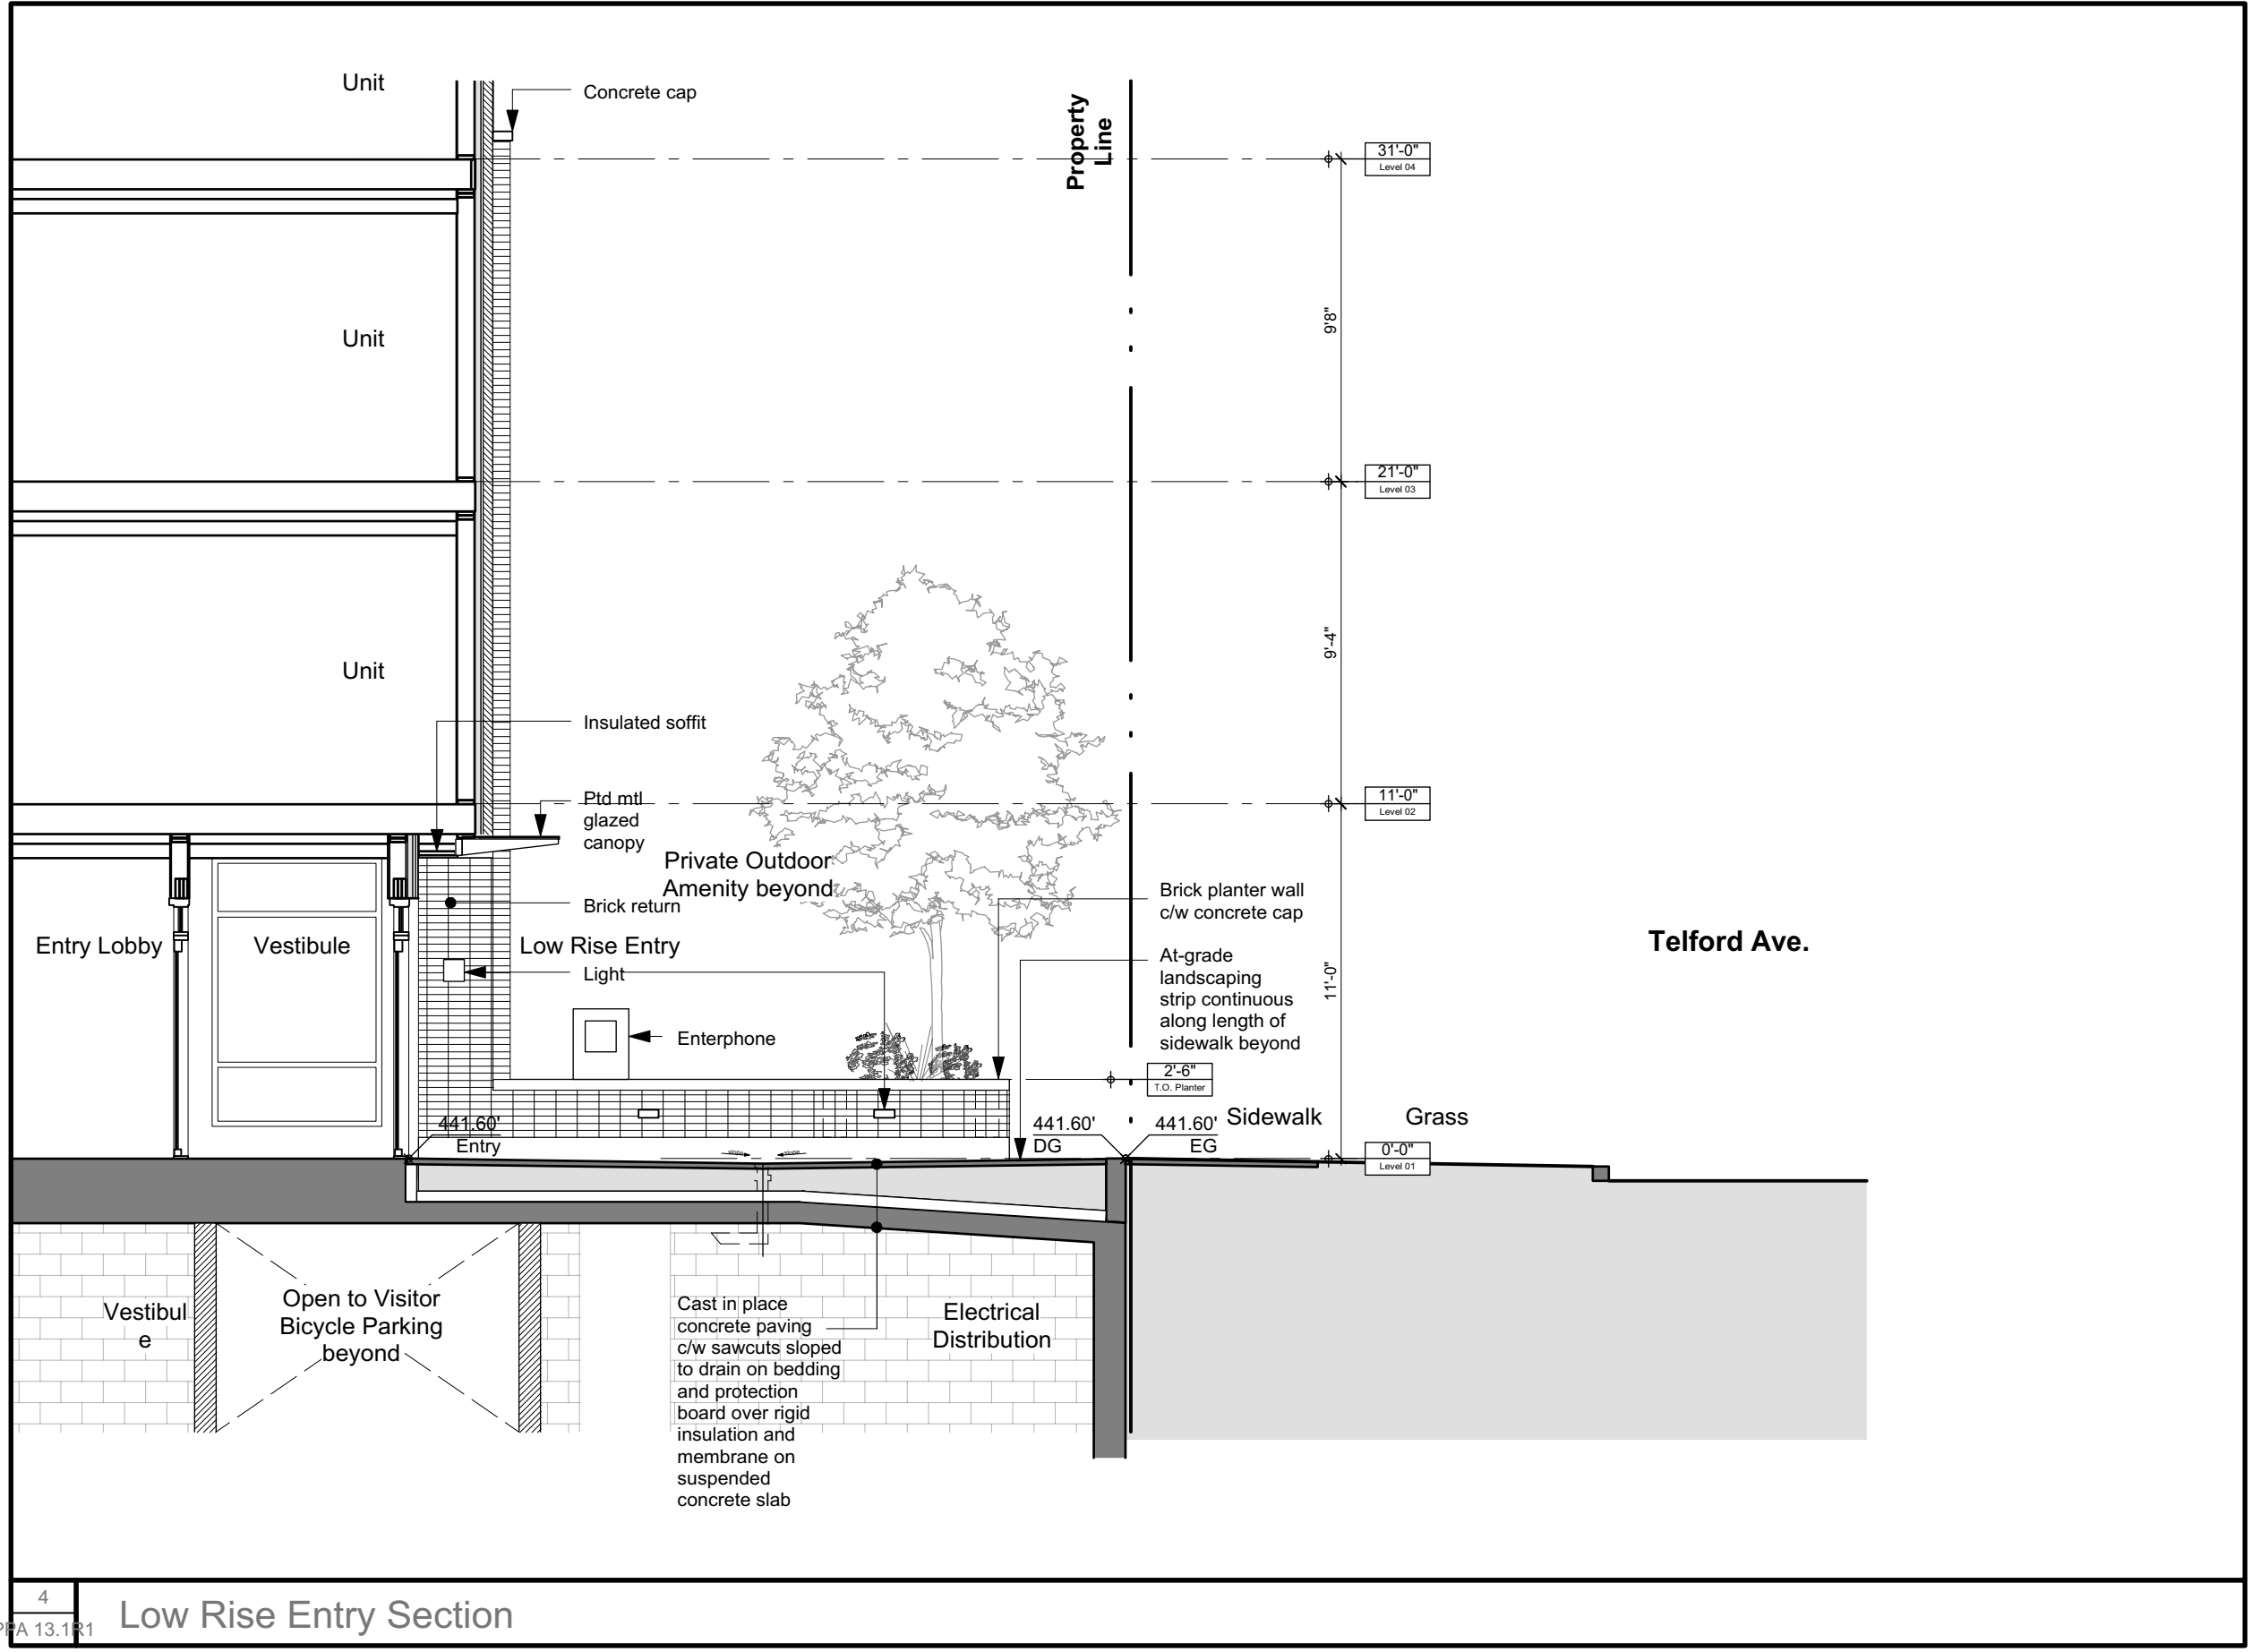 Unit
Concrete cap
Property
Line
31'-0"
Level 04
Unit
9'8"
21'-0"
Level 03
9'-4"
Unit
Insulated soffit
Ptd mtl
glazed
canopy
11'-0"
Level 02
Private Outdoor
Amenity beyond
Brick return
Brick planter wall
c/w concrete cap
Entry Lobby
Vestibule
Low Rise Entry
Light
At-grade
landscaping
strip continuous
along length of
sidewalk beyond
11'-0"
Telford Ave.
Enterphone
2'-6"
T.O. Planter
441.60'
Entry
441.60'
DG
441.60'
EG
Sidewalk
Grass
slope
slope
0'-0"
Level 01
Vestibul
e
Open to Visitor
Bicycle Parking
beyond
Cast in place
concrete paving
c/w sawcuts sloped
to drain on bedding
and protection
board over rigid
insulation and
membrane on
suspended
concrete slab
Electrical
Distribution
4
PPA 13.1R1
Low Rise Entry Section